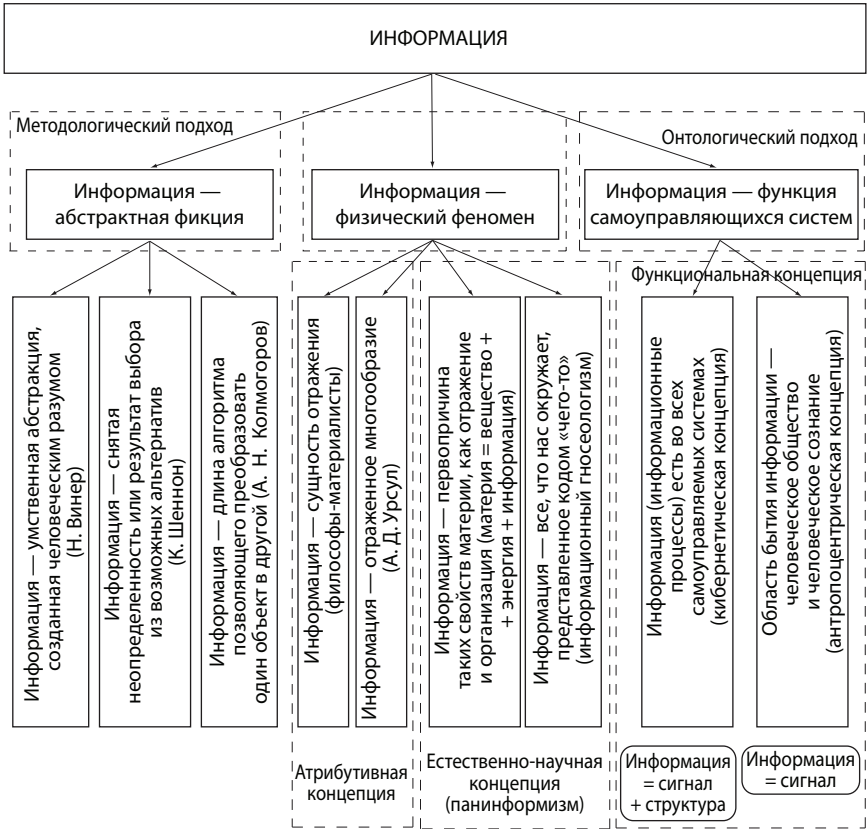 ИНФОРМАЦИЯ
Методологический подход
Онтологический подход
Информация —
абстрактная фикция
Информация —
физический феномен
Информация — функция
самоуправляющихся систем
Функциональная концепция
Информация — умственная абстракция,
созданная человеческим разумом
(Н. Винер)
Информация — снятая
неопределенность или результат выбора
из возможных альтернатив
(К. Шеннон)
Информация — длина алгоритма
позволяющего преобразовать
один объект в другой (А. Н. Колмогоров)
Информация — сущность отражения
(философы-материалисты)
Информация — отраженное многообразие
(А. Д. Урсул)
Информация — первопричина
таких свойств материи, как отражение
и организация (материя = вещество +
+ энергия + информация)
Информация — все, что нас окружает,
представленное кодом «чего-то»
(информационный гносеологизм)
Информация (информационные
процессы) есть во всех
самоуправляемых системах
(кибернетическая концепция)
Область бытия информации —
человеческое общество
и человеческое сознание
(антропоцентрическая концепция)
Атрибутивная
концепция
Естественно-научная
концепция
(панинформизм)
Информация
= сигнал
+ структура
Информация
= сигнал